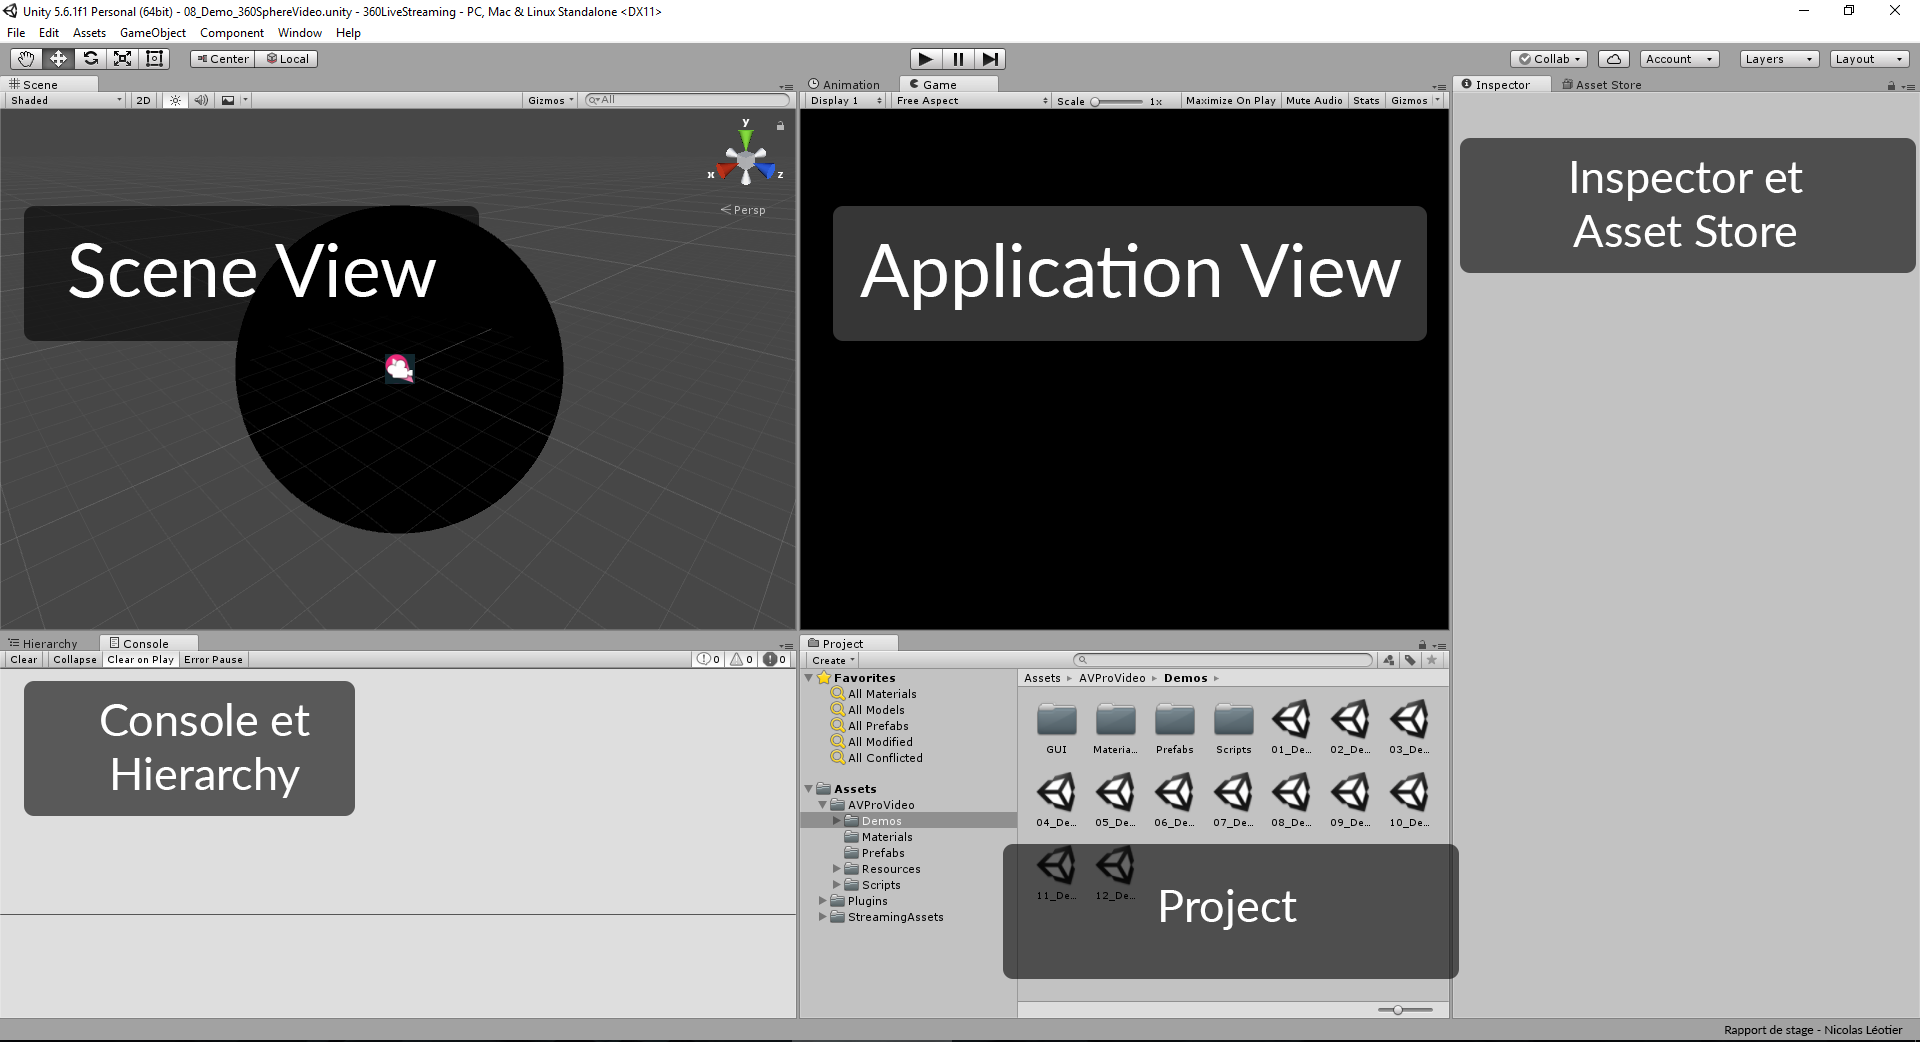 Unity 5.6.1f1 Personal (64bit) - 08_Demo_360SphereVideo.unity - 360LiveStreaming - PC, Mac & Linux Standalone <DX11>
File Edit Assets GameObject Component Window Help
Center Local
Collab Account Layers Layout
Scene
Shaded 2D Gizmos All
y
x z
Persp
Scene View
Animation Game
Display 1 Free Aspect Scale 1x Maximize On Play Mute Audio Stats Gizmos
Application View
Inspector Asset Store
Inspector et
Asset Store
Hierarchy Console
Clear Collapse Clear on Play Error Pause 0 0 0
Console et
Hierarchy
Project
Create
Favorites
All Materials
All Models
All Prefabs
All Modified
All Conflicted
Assets
AVProVideo
Demos
Materials
Prefabs
Resources
Scripts
Plugins
StreamingAssets
Assets AVProVideo Demos
GUI Materia... Prefabs Scripts 01_De... 02_De... 03_De...
04_De... 05_De... 06_De... 07_De... 08_De... 09_De... 10_De...
11_De... 12_De...
Project
Rapport de stage - Nicolas Léotier